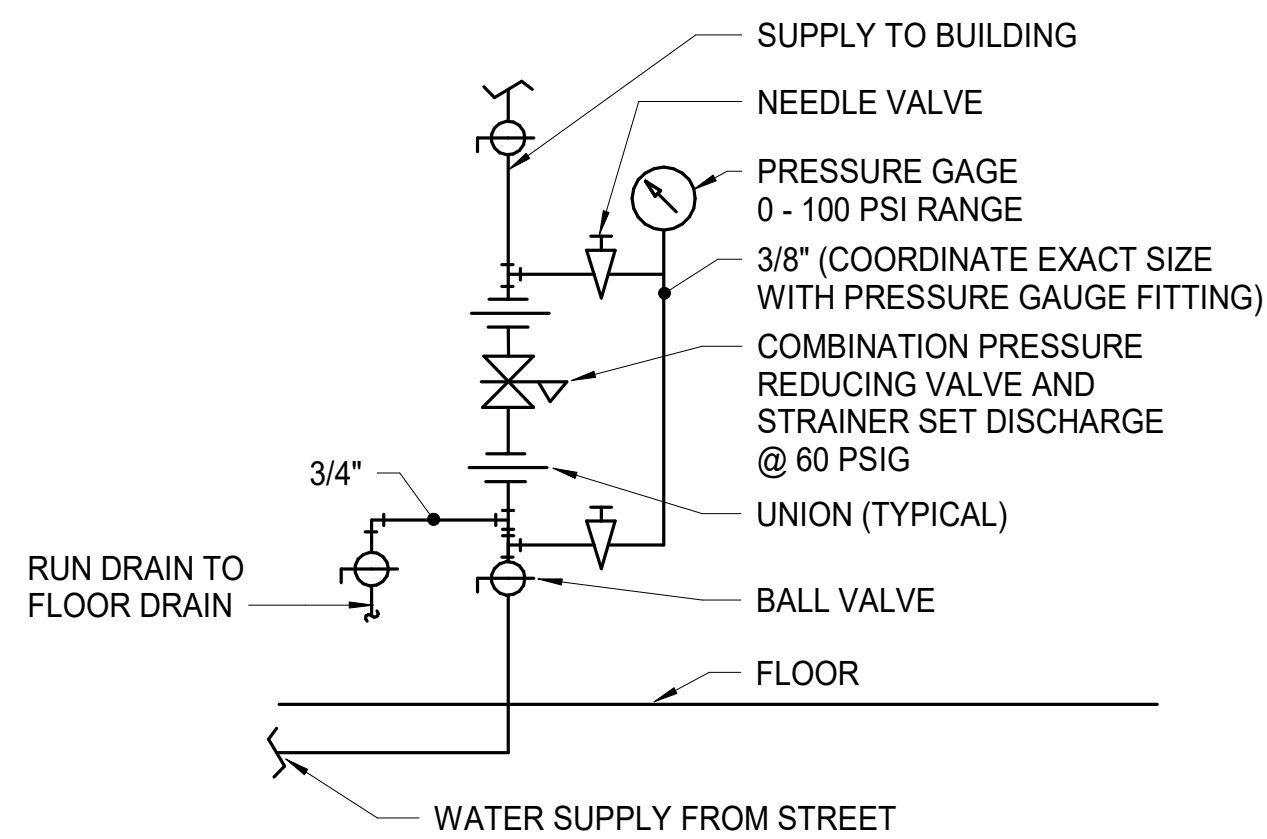 SUPPLY TO BUILDING
NEEDLE VALVE
PRESSURE GAGE
0 - 100 PSI RANGE
3/8" (COORDINATE EXACT SIZE
WITH PRESSURE GAUGE FITTING)
COMBINATION PRESSURE
REDUCING VALVE AND
STRAINER SET DISCHARGE
@ 60 PSIG
3/4"
UNION (TYPICAL)
RUN DRAIN TO
FLOOR DRAIN
BALL VALVE
FLOOR
WATER SUPPLY FROM STREET